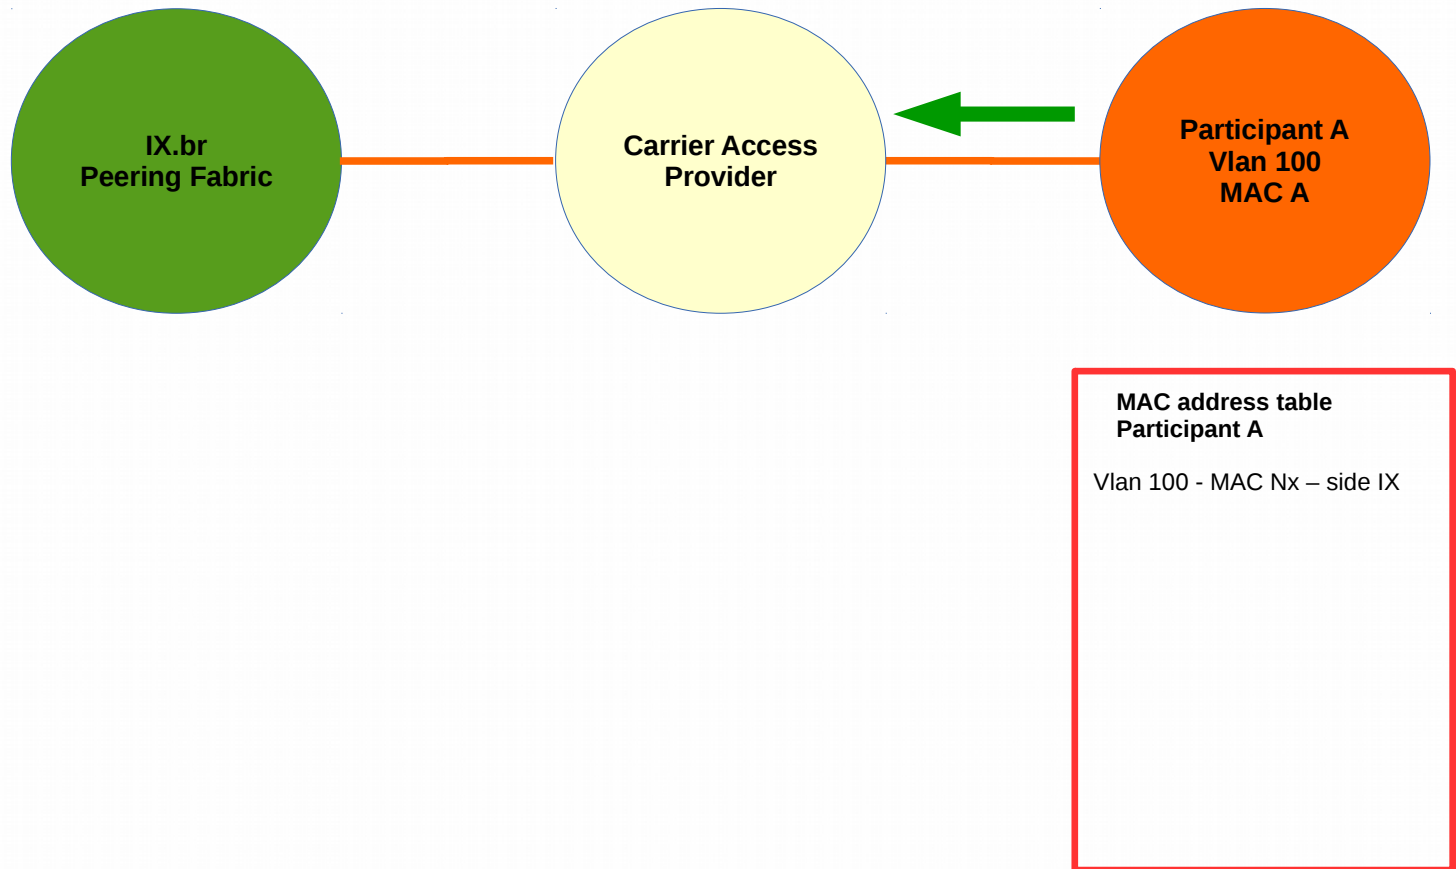 IX.br
Peering Fabric
Carrier Access
Provider
Participant A
Vlan 100
MAC A
MAC address table
Participant A
Vlan 100 - MAC Nx – side IX